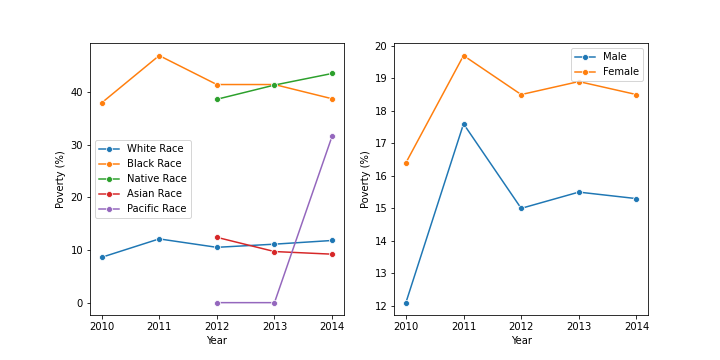 Poverty (%)
40
30
20
10
0
White Race
Black Race
Native Race
Asian Race
Pacific Race
2010 2011 2012 2013 2014
Year
Poverty (%)
20
19
18
17
16
15
14
13
12
Male
Female
2010 2011 2012 2013 2014
Year